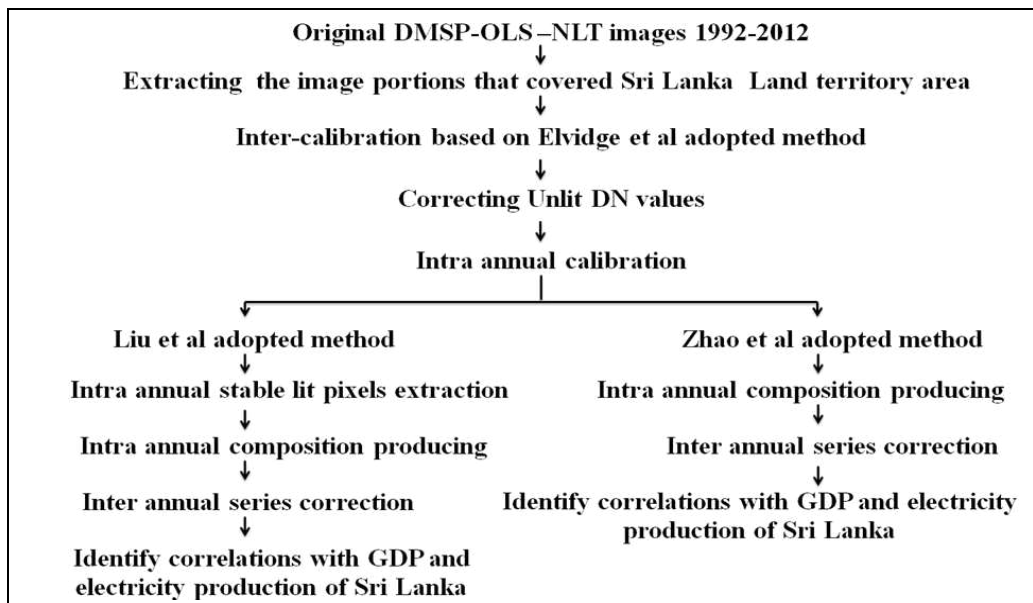 Original DMSP-OLS –NLT images 1992-2012
Extracting the image portions that covered Sri Lanka Land territory area
Inter-calibration based on Elvidge et al adopted method
Correcting Unlit DN values
Intra annual calibration
Liu et al adopted method
Intra annual stable lit pixels extraction
Intra annual composition producing
Inter annual series correction
Identify correlations with GDP and
electricity production of Sri Lanka
Zhao et al adopted method
Intra annual composition producing
Inter annual series correction
Identify correlations with GDP and electricity
production of Sri Lanka